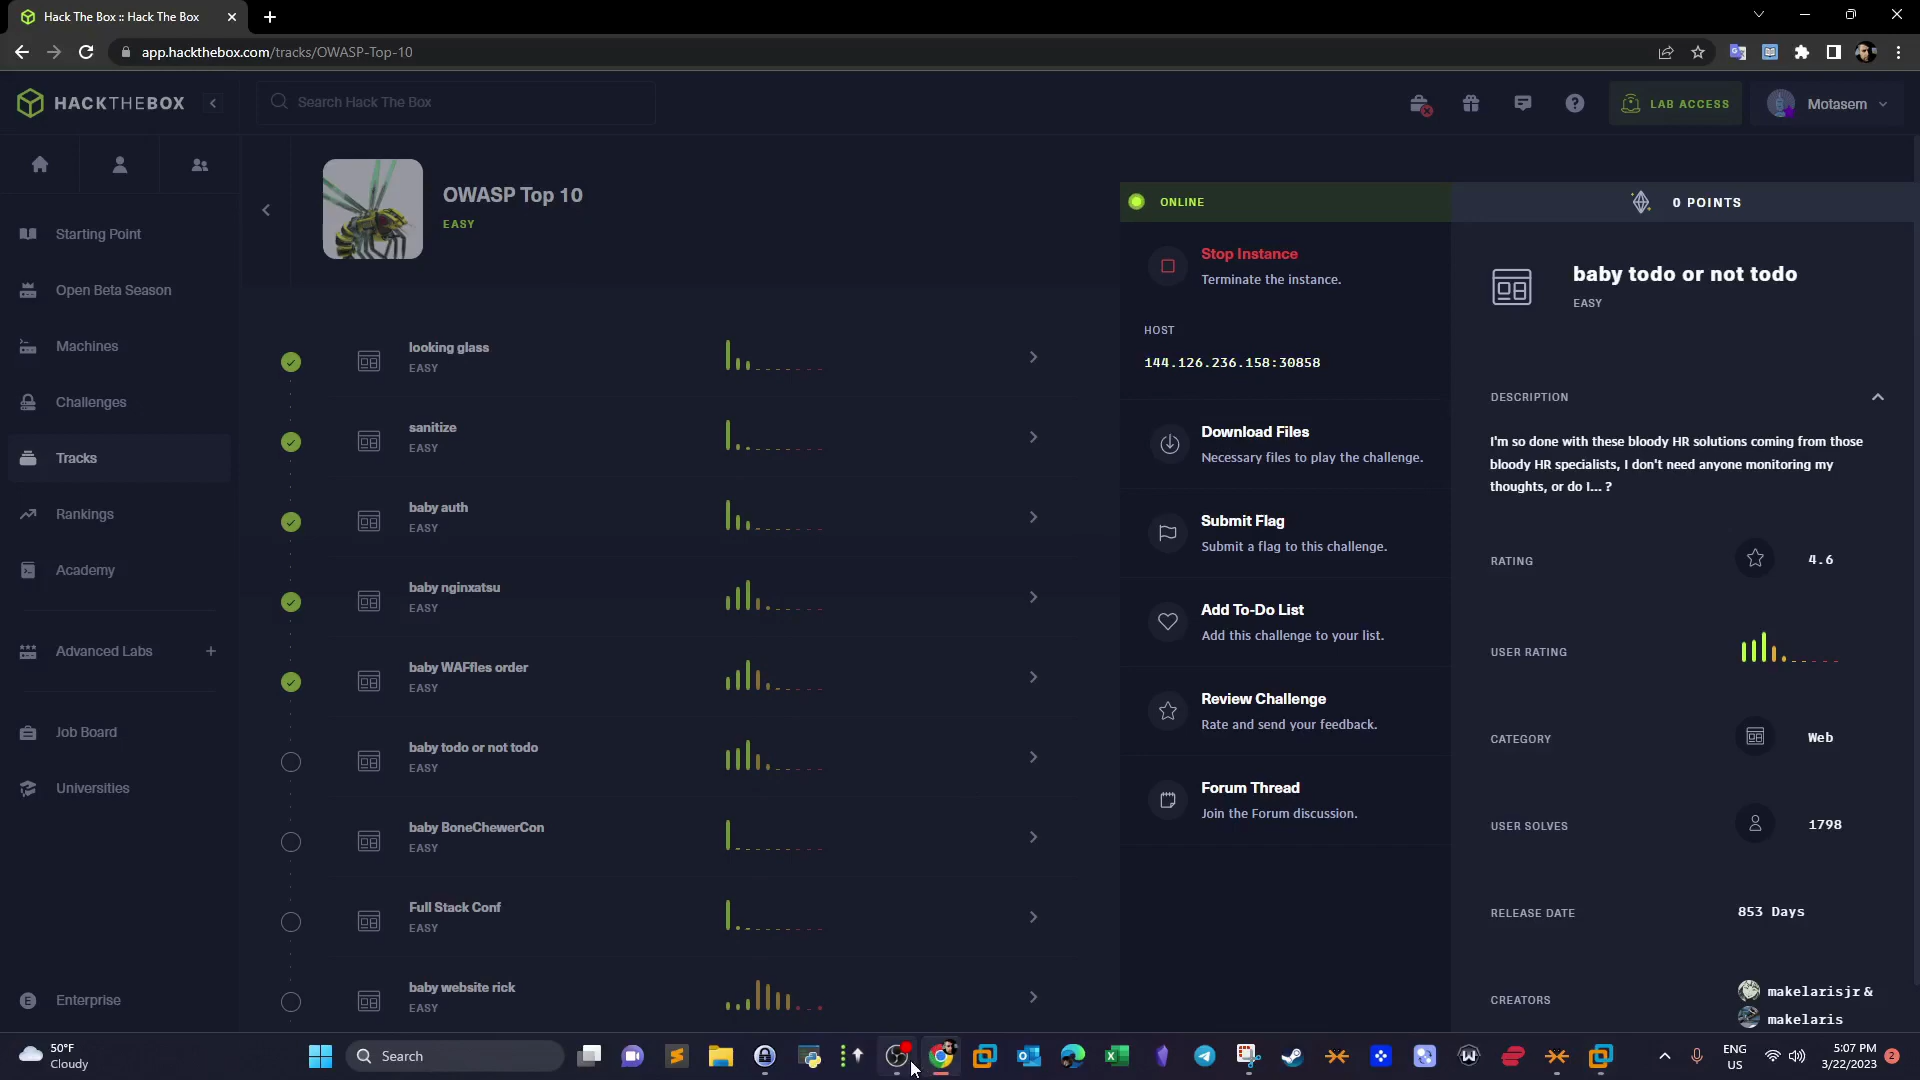 Hack The Box :: Hack The Box
app.hackthebox.com/tracks/OWASP-Top-10
HACKTHEBOX
Search Hack The Box
LAB ACCESS
Motasem
Starting Point
Open Beta Season
Machines
Challenges
Tracks
Rankings
Academy
Advanced Labs
Job Board
Universities
E Enterprise
OWASP Top 10
EASY
looking glass
EASY
sanitize
EASY
baby auth
EASY
baby nginxatsu
EASY
baby WAFfles order
EASY
baby todo or not todo
EASY
baby BoneChewerCon
EASY
Full Stack Conf
EASY
baby website rick
EASY
ONLINE
Stop Instance
Terminate the instance.
HOST
144.126.236.158:30858
Download Files
Necessary files to play the challenge.
Submit Flag
Submit a flag to this challenge.
Add To-Do List
Add this challenge to your list.
Review Challenge
Rate and send your feedback.
Forum Thread
Join the Forum discussion.
0 POINTS
baby todo or not todo
EASY
DESCRIPTION
I'm so done with these bloody HR solutions coming from those
bloody HR specialists, I don't need anyone monitoring my
thoughts, or do I... ?
RATING 4.6
USER RATING
CATEGORY Web
USER SOLVES 1798
RELEASE DATE 853 Days
CREATORS makelarisjr &
makelaris
50°F
Cloudy
Search
ENG
US
5:07 PM
3/22/2023
2